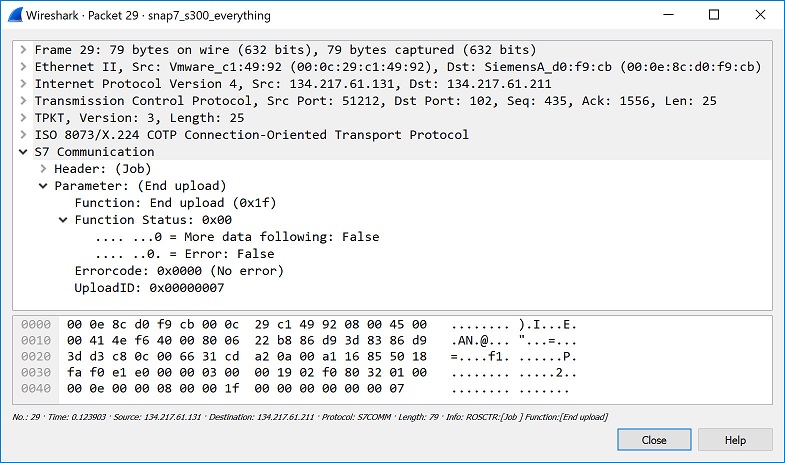 Wireshark · Packet 29 · snap7_s300_everything
Frame 29: 79 bytes on wire (632 bits), 79 bytes captured (632 bits)
Ethernet II, Src: Vmware_c1:49:92 (00:0c:29:c1:49:92), Dst: SiemensA_d0:f9:cb (00:0e:8c:d0:f9:cb)
Internet Protocol Version 4, Src: 134.217.61.131, Dst: 134.217.61.211
Transmission Control Protocol, Src Port: 51212, Dst Port: 102, Seq: 435, Ack: 1556, Len: 25
TPKT, Version: 3, Length: 25
ISO 8073/X.224 COTP Connection-Oriented Transport Protocol
S7 Communication
Header: (Job)
Parameter: (End upload)
Function: End upload (0x1f)
Function Status: 0x00
.... ...0 = More data following: False
.... ..0. = Error: False
Errorcode: 0x0000 (No error)
UploadID: 0x00000007
0000 00 0e 8c d0 f9 cb 00 0c 29 c1 49 92 08 00 45 00 ........ ).I...E.
0010 00 41 4e f6 40 00 80 06 22 b8 86 d9 3d 83 86 d9 .AN.@... "...=...
0020 3d d3 c8 0c 00 66 31 cd a2 0a 00 a1 16 85 50 18 =....f1. ......P.
0030 fa f0 e1 e0 00 00 03 00 00 19 02 f0 80 32 01 00 ........ .....2..
0040 00 0e 00 00 08 00 00 1f 00 00 00 00 00 00 07 ........ .......
No.: 29 · Time: 0.123903 · Source: 134.217.61.131 · Destination: 134.217.61.211 · Protocol: S7COMM · Length: 79 · Info: ROSCTR:[Job ] Function:[End upload]
Close Help